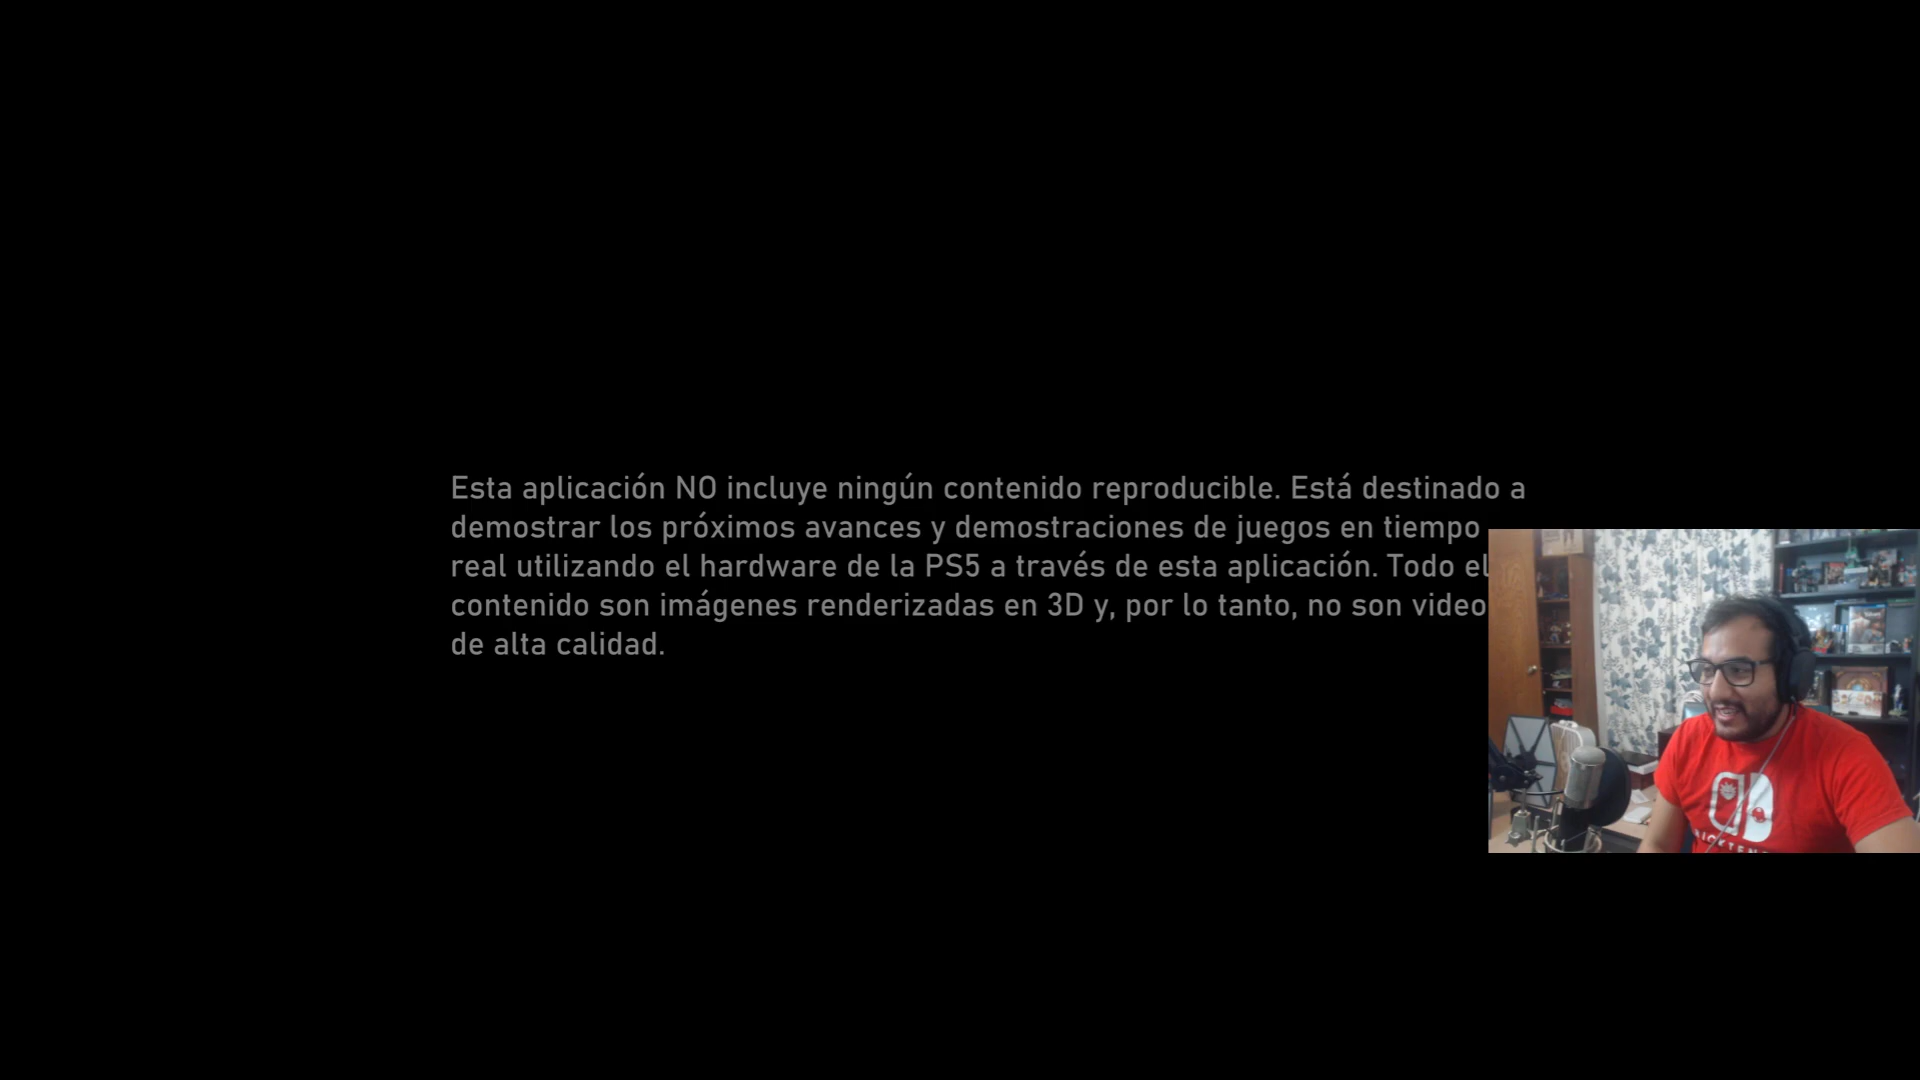 Esta aplicación NO incluye ningún contenido reproducible. Está destinado a
demostrar los próximos avances y demostraciones de juegos en tiempo
real utilizando el hardware de la PS5 a través de esta aplicación. Todo el
contenido son imágenes renderizadas en 3D y, por lo tanto, no son video
de alta calidad.